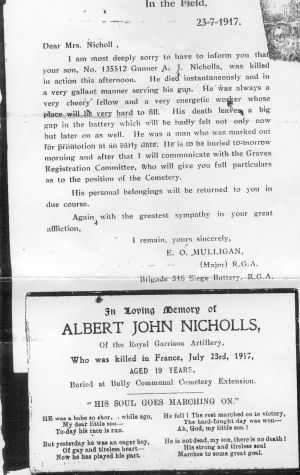 In the Field,
23-7-1917.
Dear Mrs. Nicholl ,
I am most deeply sorry to have to inform you that
your son, No. 135512 Gunner A. J. Nicholls, was killed
in action this afternoon. He died instantaneously and in
a very gallant manner serving his gun. He was always a
very cheery fellow and a very energetic worker whose
place will be very hard to fill. His death leaves a big
gap in the battery which will be badly felt not only now
but later on as well. He was a man who was marked out
for promotion at an early date. He is to be buried to-morrow
morning and after that I will communicate with the Graves
Registration Committee, who will give you full particulars
as to the position of the Cemetery.
His personal belongings will be returned to you in
due course.
Again with the greatest sympathy in your great
affliction,
I remain, yours sincerely,
E. O. MULLIGAN,
(Major) R.G.A.
Brigade 346 Siege Battery, R.G.A.
In Loving Memory of
ALBERT JOHN NICHOLLS,
Of the Royal Garrison Artillery,
Who was killed in France, July 23rd, 1917,
AGED 19 YEARS.
Buried at Bully Communal Cemetery Extension.
"HIS SOUL GOES MARCHING ON."
HE was a babe so shor, while ago,
My dear little son—
To-day his race is run.
But yesterday he was an eager boy,
Of gay and tireless heart—
Now he has played his part.
He fell! The rest marched on to victory,
The hard-fought day was won—
Ah, God, my little son!
He is not dead, my son, there is no death!
His strong and tireless soul
Marches to some great goal.